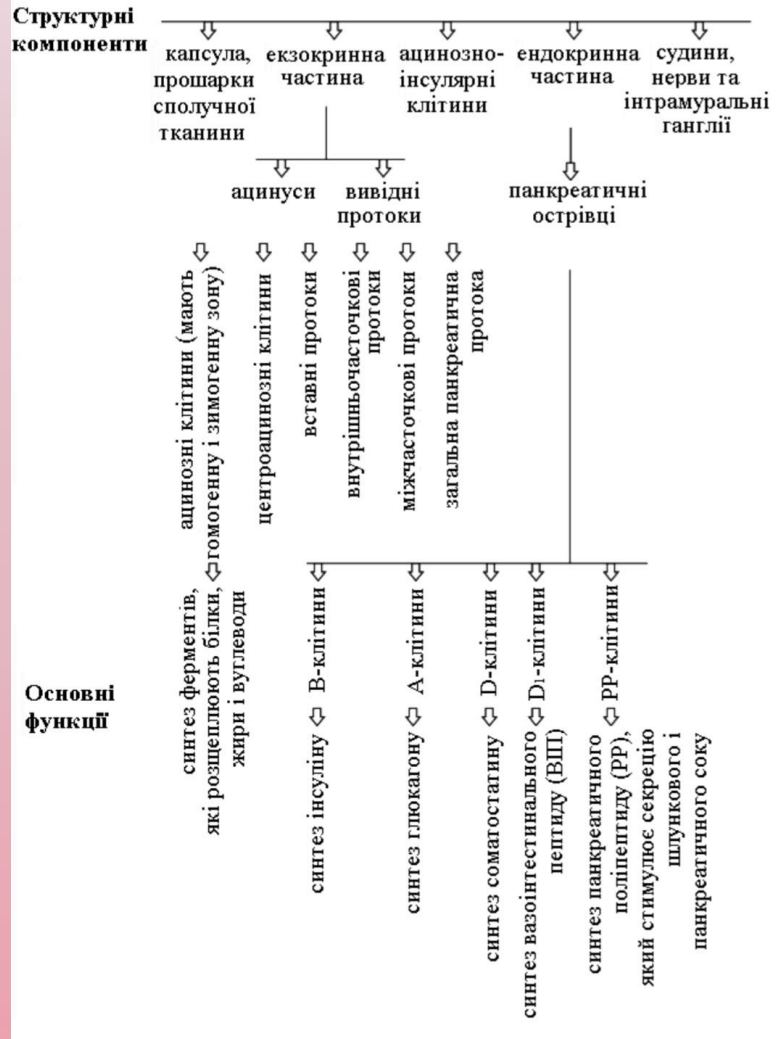 Структурні
компоненти
капсула,
прошарки
сполучної
тканини
екзокринна
частина
ацинозно-
інсулярні
клітини
ендокринна
частина
судини,
нерви та
інтрамуральні
ганглії
ацинуси
вивідні
протоки
панкреатичні
острівці
ацинозні клітини (мають
гомогенну і зимогенну зону)
центроацинозні клітини
вставні протоки
внутрішньочасточкові
протоки
міжчасточкові протоки
загальна панкреатична
протока
Основні
функції
синтез ферментів,
які розщеплюють білки,
жири і вуглеводи
В-клітини
А-клітини
D-клітини
D₁-клітини
РР-клітини
синтез інсуліну
синтез глюкагону
синтез соматостатину
синтез вазоінтестинального
пептиду (ВІП)
синтез панкреатичного
поліпептиду (РР),
який стимулює секрецію
шлункового і
панкреатичного соку